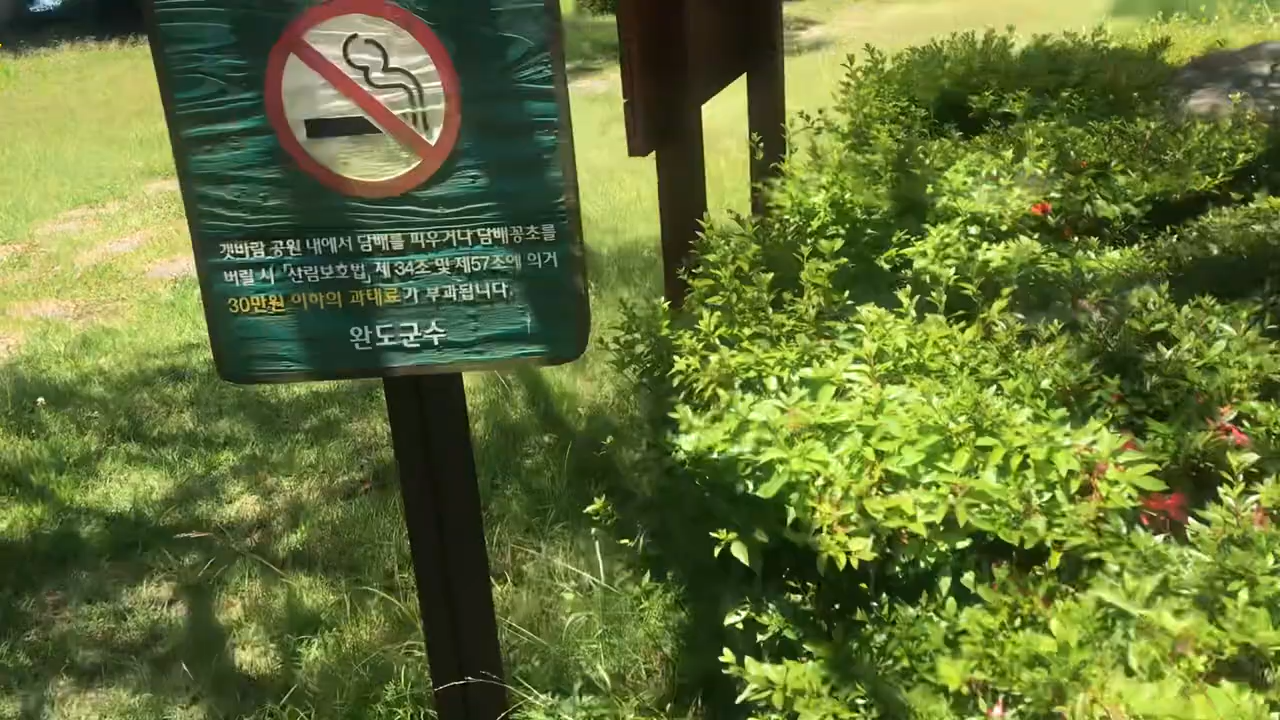 갯바람 공원 내에서 담배를 피우거나 담배꽁초를
버릴 시 「산림보호법」 제 34조 및 제57조에 의거
30만원 이하의 과태료가 부과됩니다.
완도군수